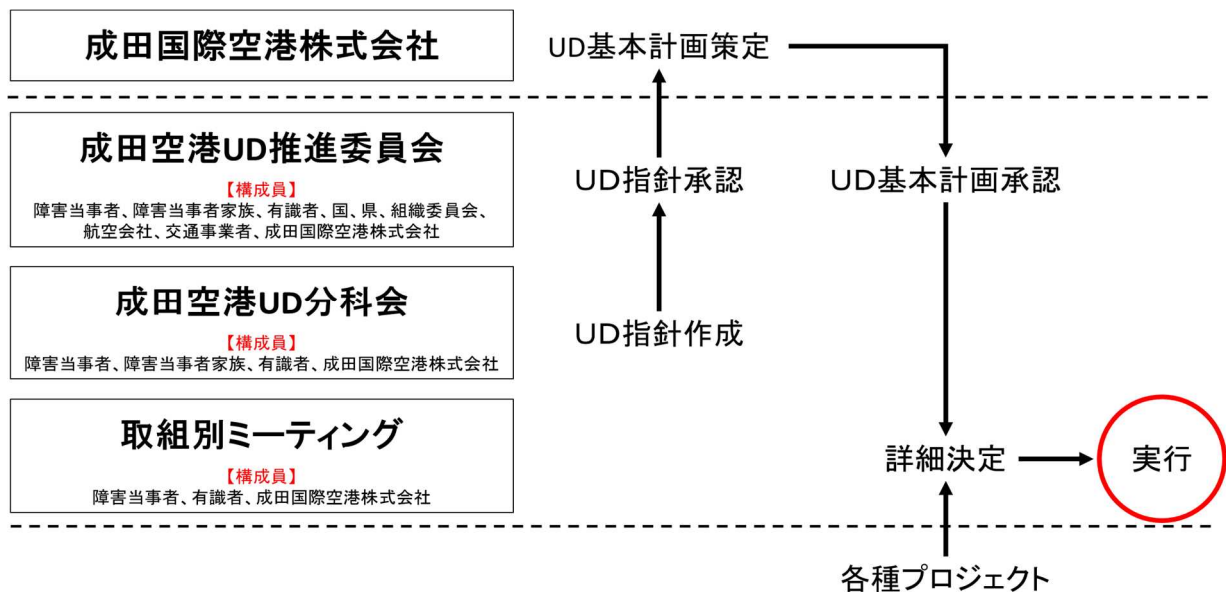 成田国際空港株式会社
UD基本計画策定
成田空港UD推進委員会
【構成員】
障害当事者、障害当事者家族、有識者、国、県、組織委員会、
航空会社、交通事業者、成田国際空港株式会社
UD指針承認
UD基本計画承認
成田空港UD分科会
【構成員】
障害当事者、障害当事者家族、有識者、成田国際空港株式会社
UD指針作成
取組別ミーティング
【構成員】
障害当事者、有識者、成田国際空港株式会社
詳細決定
実行
各種プロジェクト